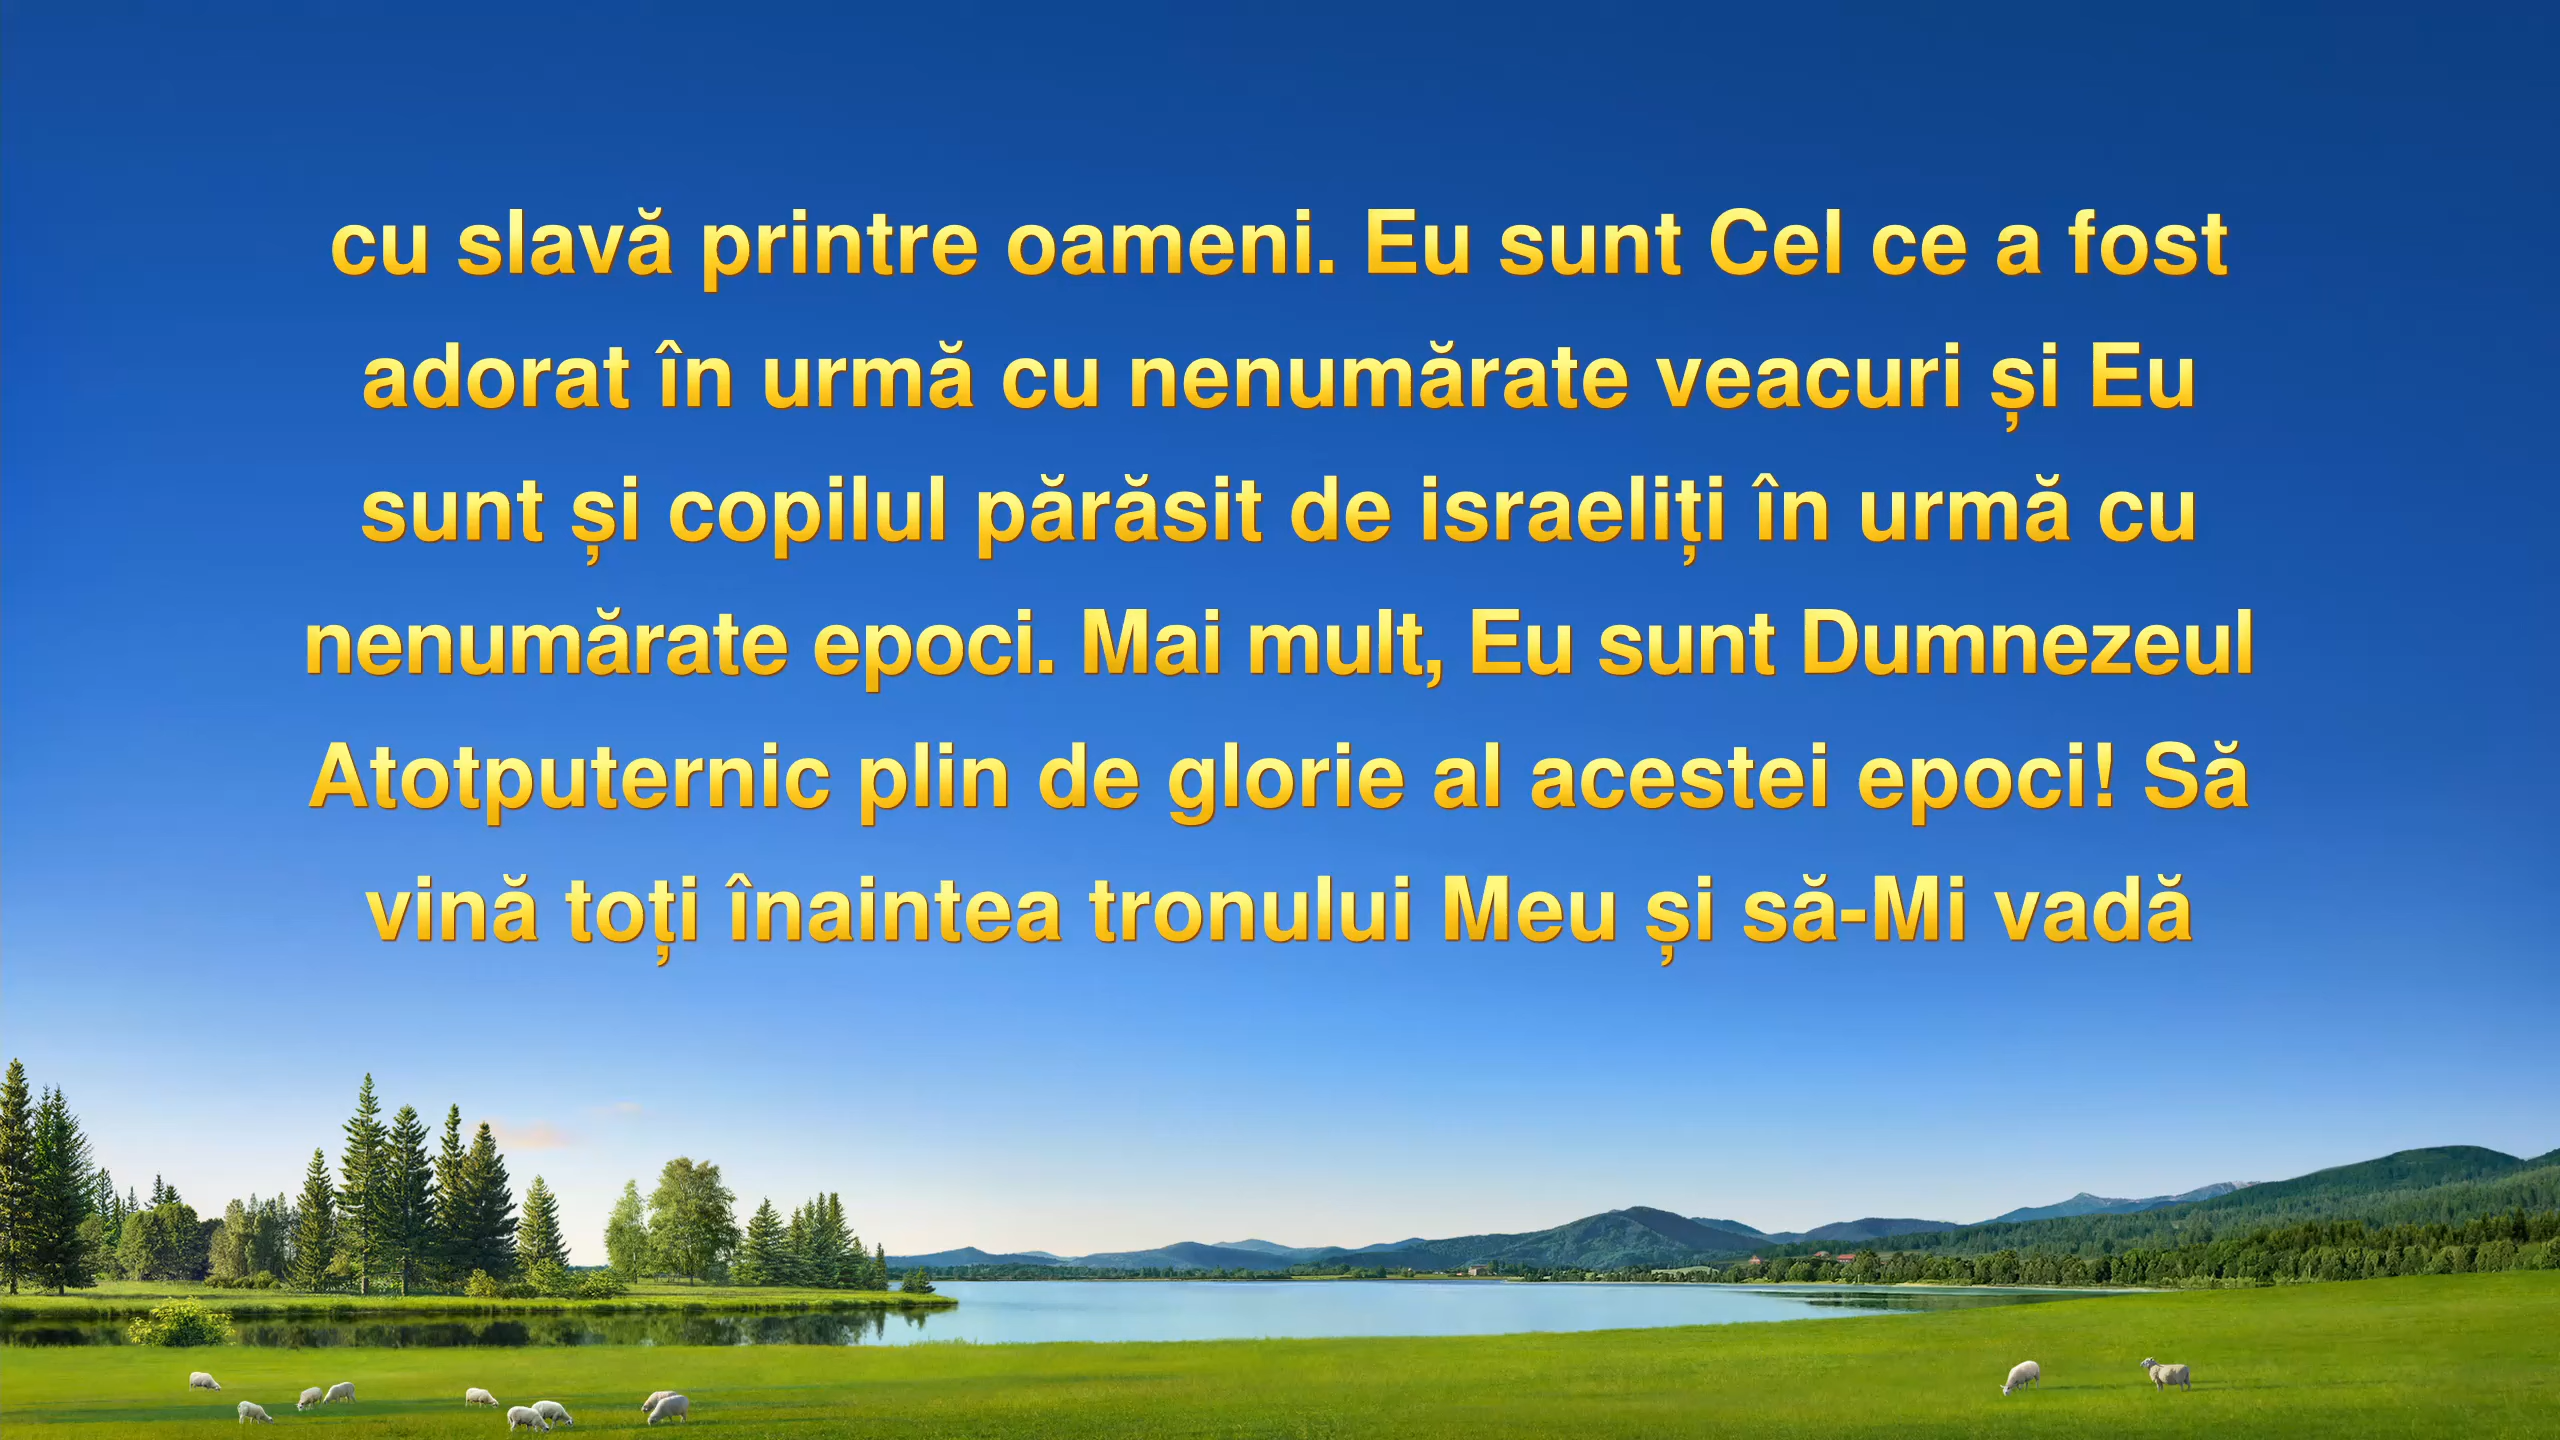 cu slavă printre oameni. Eu sunt Cel ce a fost
adorat în urmă cu nenumărate veacuri și Eu
sunt și copilul părăsit de israeliți în urmă cu
nenumărate epoci. Mai mult, Eu sunt Dumnezeul
Atotputernic plin de glorie al acestei epoci! Să
vină toți înaintea tronului Meu și să-Mi vadă